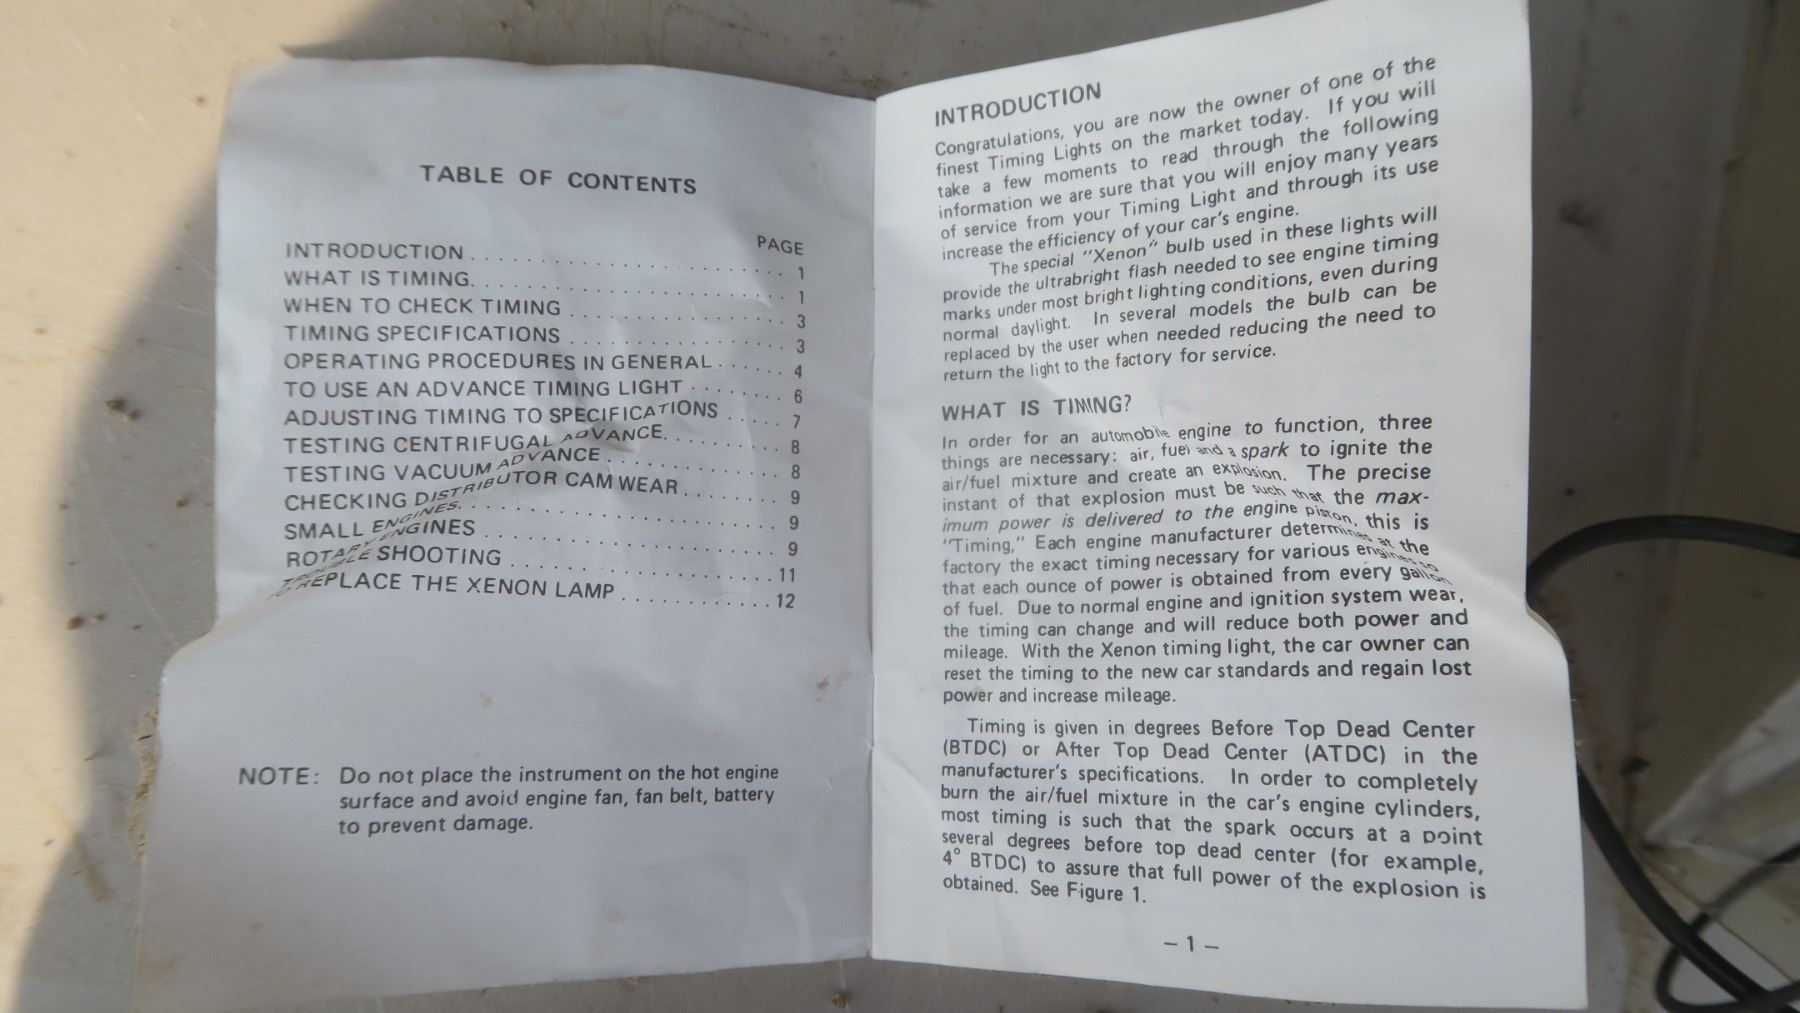 TABLE OF CONTENTS
PAGE
INTRODUCTION . . . . . . . . . . . . . . . . . . . . . . . . . . 1
WHAT IS TIMING. . . . . . . . . . . . . . . . . . . . . . . . . . 1
WHEN TO CHECK TIMING . . . . . . . . . . . . . . . . . . 3
TIMING SPECIFICATIONS . . . . . . . . . . . . . . . . . . 3
OPERATING PROCEDURES IN GENERAL . . . . . . 4
TO USE AN ADVANCE TIMING LIGHT . . . . . . . . 6
ADJUSTING TIMING TO SPECIFICATIONS . . . . 7
TESTING CENTRIFUGAL ADVANCE. . . . . . . . . . 8
TESTING VACUUM ADVANCE . . . . . . . . . . . . . . 8
CHECKING DISTRIBUTOR CAM WEAR . . . . . . . . 9
SMALL ENGINES. . . . . . . . . . . . . . . . . . . . . . . . 9
ROTARY ENGINES . . . . . . . . . . . . . . . . . . . . . . 9
TROUBLE SHOOTING . . . . . . . . . . . . . . . . . . . . 11
TO REPLACE THE XENON LAMP . . . . . . . . . . . . 12
NOTE: Do not place the instrument on the hot engine
surface and avoid engine fan, fan belt, battery
to prevent damage.
INTRODUCTION
Congratulations, you are now the owner of one of the
finest Timing Lights on the market today. If you will
take a few moments to read through the following
information we are sure that you will enjoy many years
of service from your Timing Light and through its use
increase the efficiency of your car's engine.
The special "Xenon" bulb used in these lights will
provide the ultrabright flash needed to see engine timing
marks under most bright lighting conditions, even during
normal daylight. In several models the bulb can be
replaced by the user when needed reducing the need to
return the light to the factory for service.
WHAT IS TIMING?
In order for an automobile engine to function, three
things are necessary: air, fuel and a spark to ignite the
air/fuel mixture and create an explosion. The precise
instant of that explosion must be such that the max-
imum power is delivered to the engine piston, this is
"Timing," Each engine manufacturer determines at the
factory the exact timing necessary for various engines so
that each ounce of power is obtained from every gallon
of fuel. Due to normal engine and ignition system wear,
the timing can change and will reduce both power and
mileage. With the Xenon timing light, the car owner can
reset the timing to the new car standards and regain lost
power and increase mileage.
Timing is given in degrees Before Top Dead Center
(BTDC) or After Top Dead Center (ATDC) in the
manufacturer's specifications. In order to completely
burn the air/fuel mixture in the car's engine cylinders,
most timing is such that the spark occurs at a point
several degrees before top dead center (for example,
4° BTDC) to assure that full power of the explosion is
obtained. See Figure 1.
– 1 –